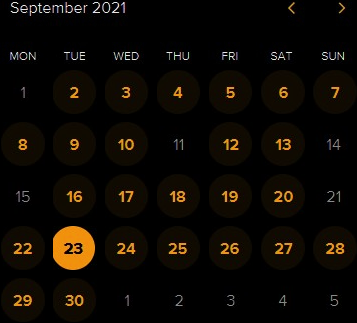 September 2021
MON TUE WED THU FRI SAT SUN
1 2 3 4 5 6 7
8 9 10 11 12 13 14
15 16 17 18 19 20 21
22 23 24 25 26 27 28
29 30 1 2 3 4 5